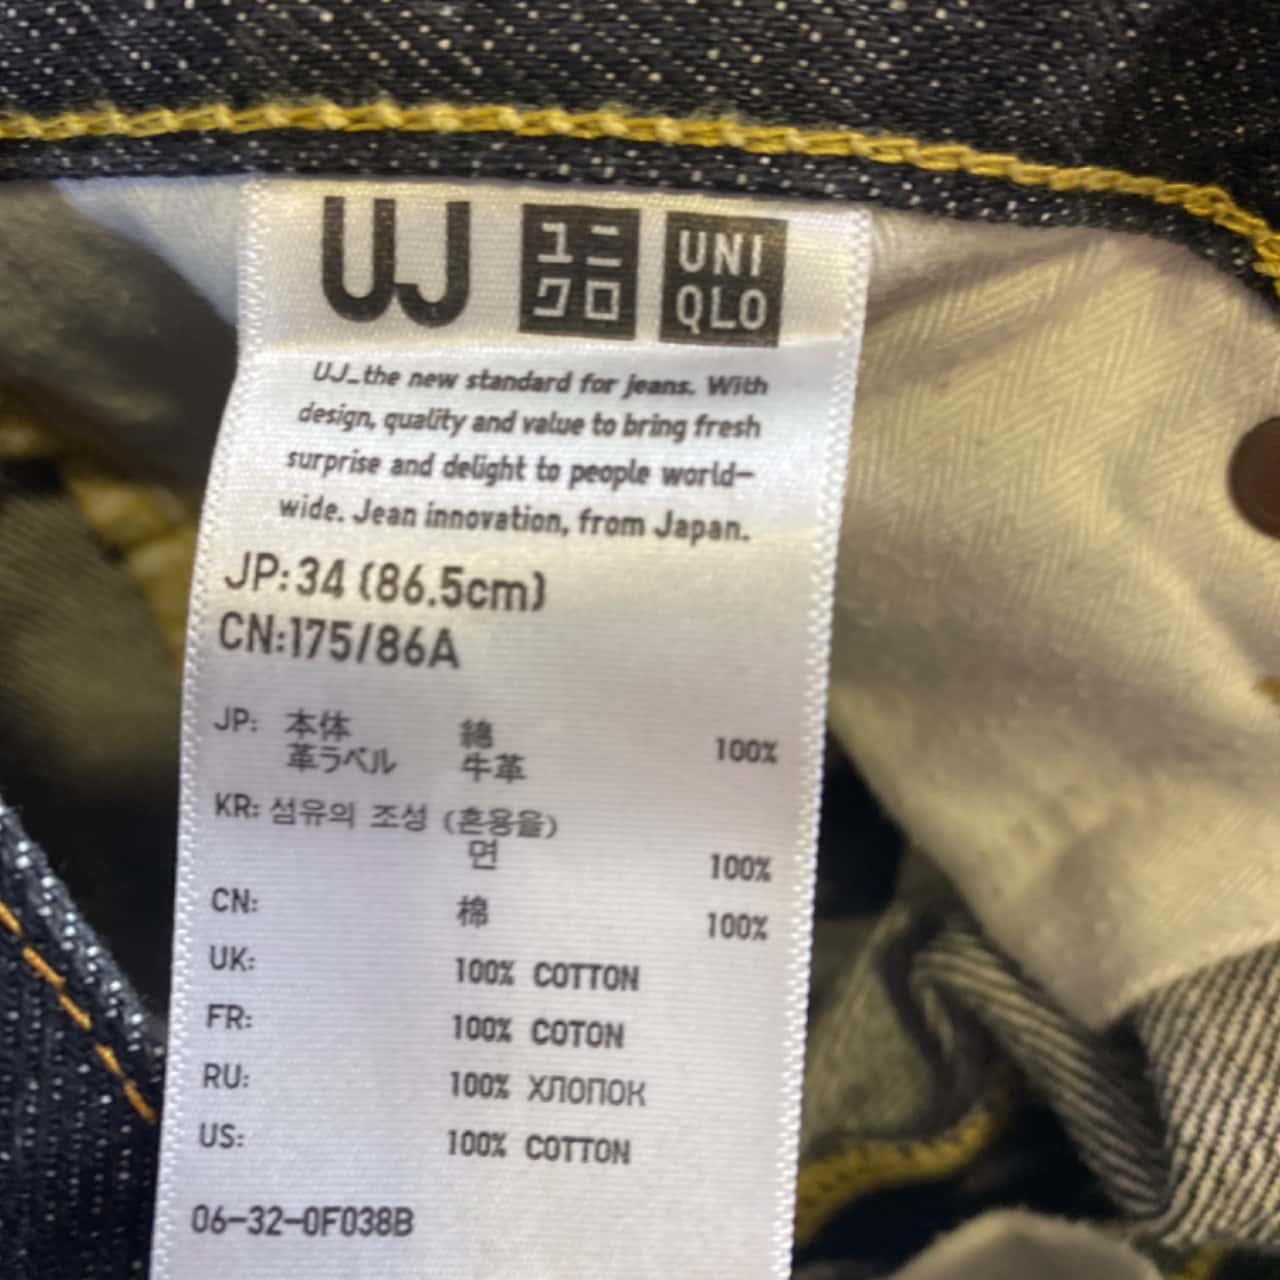 UJ ユニクロ UNIQLO
UJ_the new standard for jeans. With
design, quality and value to bring fresh
surprise and delight to people world-
wide. Jean innovation, from Japan.
JP:34 (86.5cm)
CN:175/86A
JP: 本体 綿 100%
革ラベル 牛革
KR: 섬유의 조성 (혼용율)
면 100%
CN: 棉 100%
UK: 100% COTTON
FR: 100% COTON
RU: 100% ХЛОПОК
US: 100% COTTON
06-32-0F038B